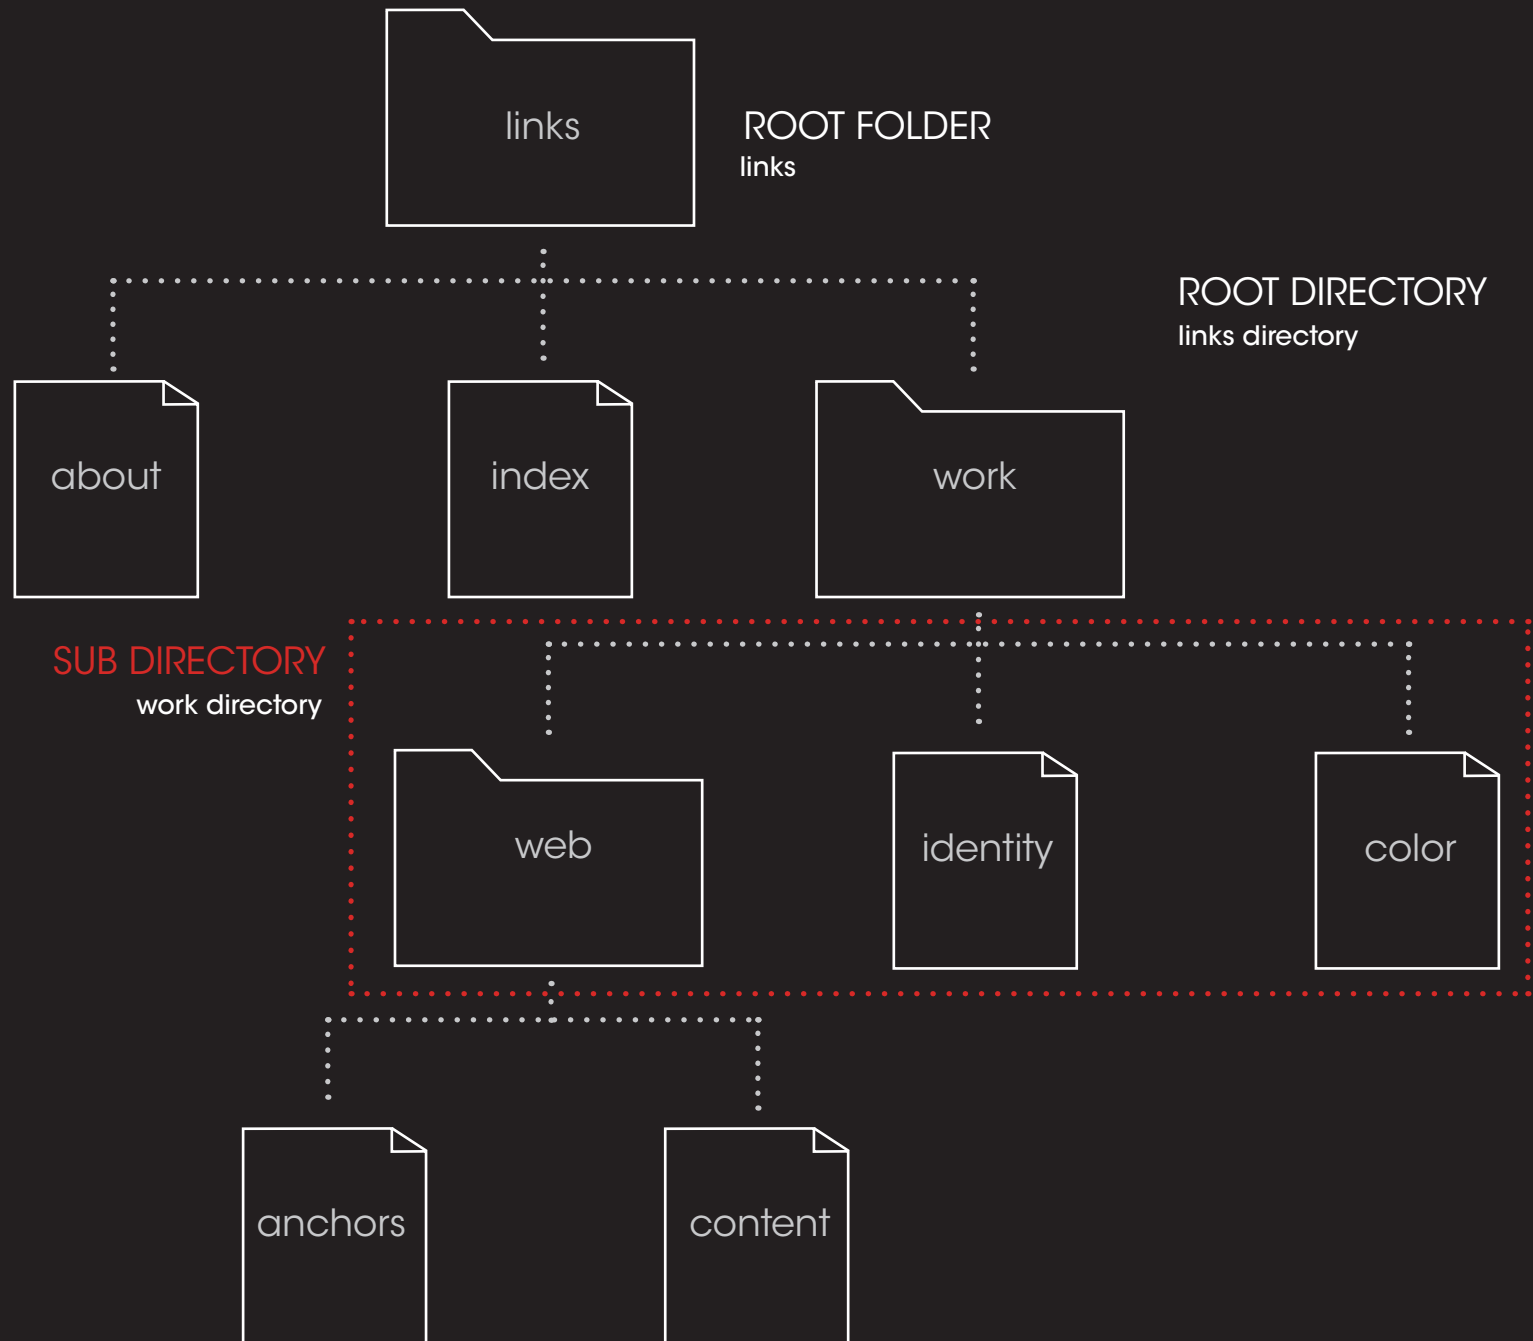 links
ROOT FOLDER
links
ROOT DIRECTORY
links directory
about
index
work
SUB DIRECTORY
work directory
web
identity
color
anchors
content